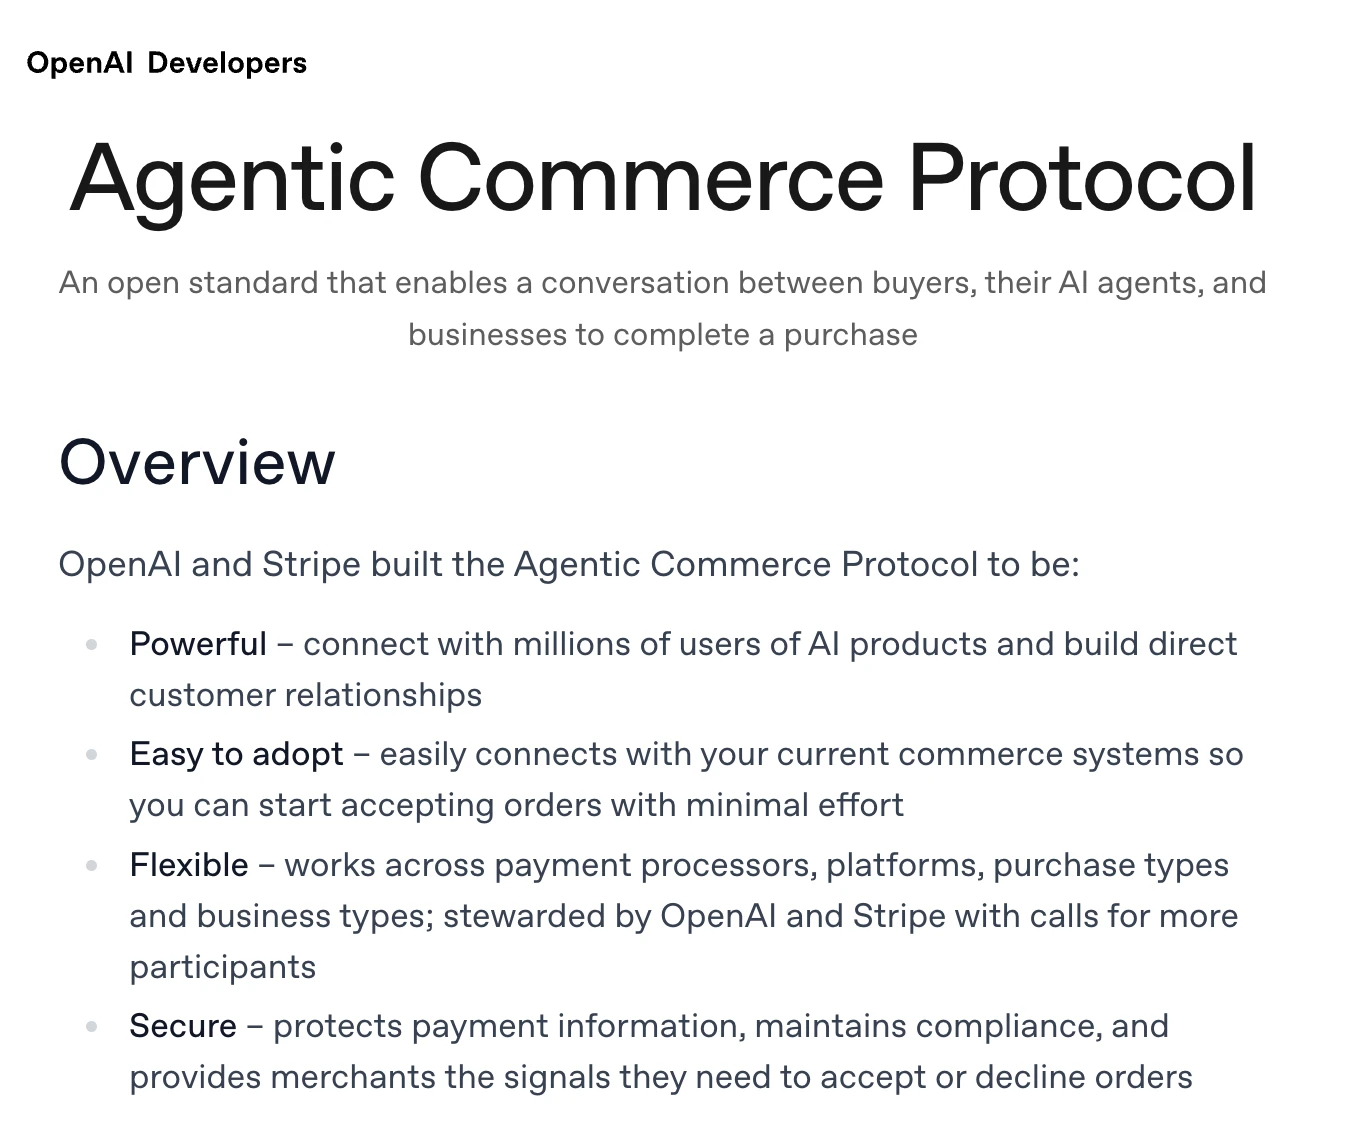 OpenAI Developers
Agentic Commerce Protocol
An open standard that enables a conversation between buyers, their AI agents, and
businesses to complete a purchase
Overview
OpenAI and Stripe built the Agentic Commerce Protocol to be:
Powerful – connect with millions of users of AI products and build direct
customer relationships
Easy to adopt – easily connects with your current commerce systems so
you can start accepting orders with minimal effort
Flexible – works across payment processors, platforms, purchase types
and business types; stewarded by OpenAI and Stripe with calls for more
participants
Secure – protects payment information, maintains compliance, and
provides merchants the signals they need to accept or decline orders